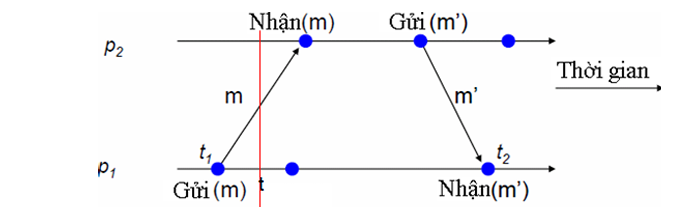 Nhận(m) Gửi (m’)
p2
Thời gian
m m’
t1 t2
p1
Gửi (m) t Nhận(m’)